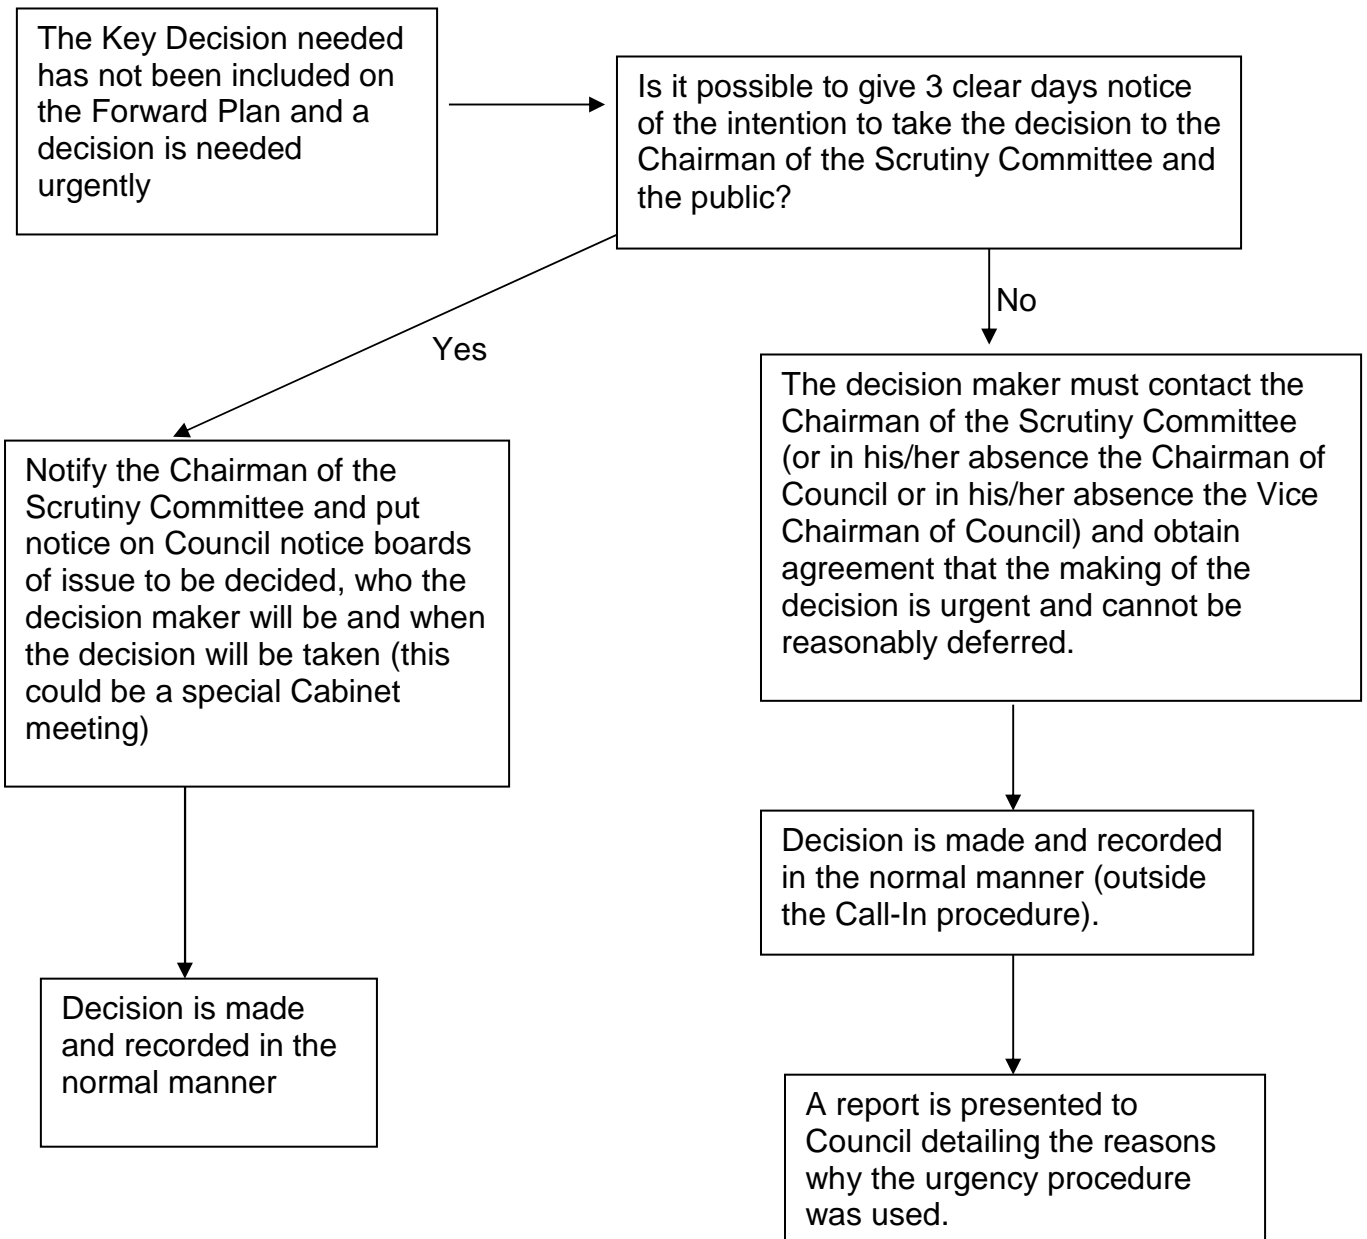 The Key Decision needed
has not been included on
the Forward Plan and a
decision is needed
urgently
Is it possible to give 3 clear days notice
of the intention to take the decision to the
Chairman of the Scrutiny Committee and
the public?
No
Yes
The decision maker must contact the
Chairman of the Scrutiny Committee
(or in his/her absence the Chairman of
Council or in his/her absence the Vice
Chairman of Council) and obtain
agreement that the making of the
decision is urgent and cannot be
reasonably deferred.
Notify the Chairman of the
Scrutiny Committee and put
notice on Council notice boards
of issue to be decided, who the
decision maker will be and when
the decision will be taken (this
could be a special Cabinet
meeting)
Decision is made and recorded
in the normal manner (outside
the Call-In procedure).
Decision is made
and recorded in the
normal manner
A report is presented to
Council detailing the reasons
why the urgency procedure
was used.